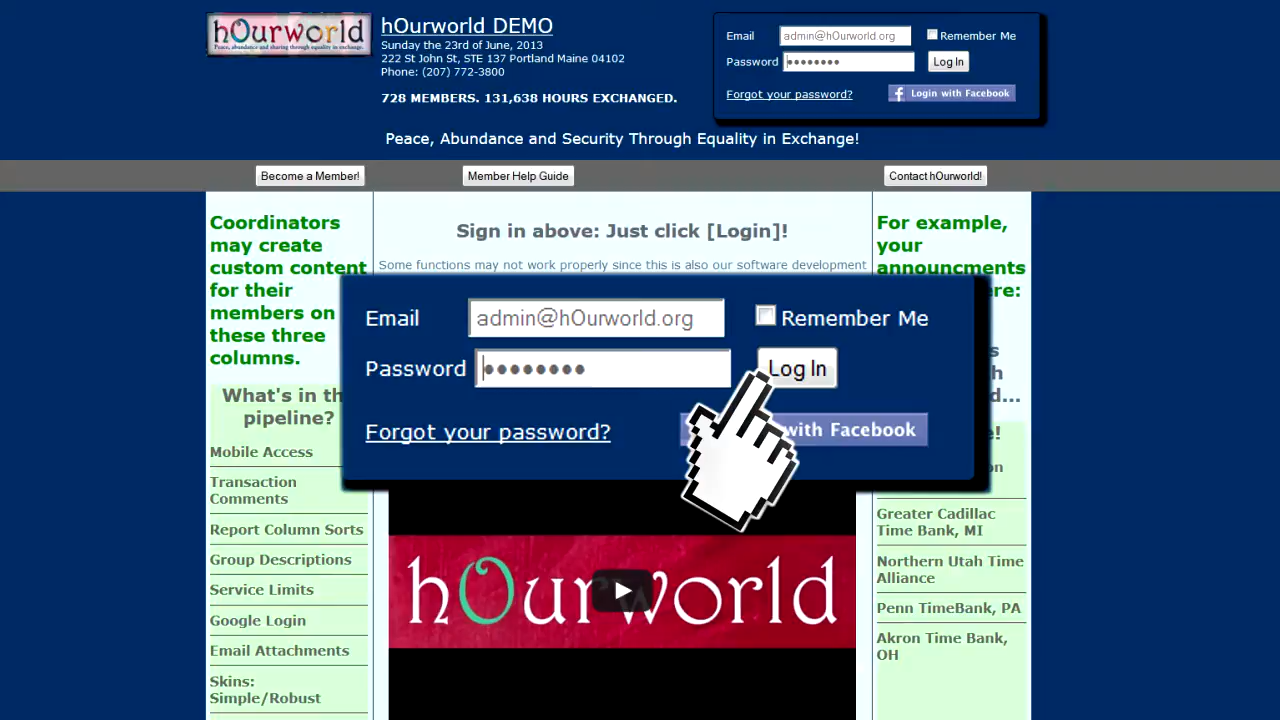 hOurworld
Peace, abundance and sharing through equality in exchange.
hOurworld DEMO
Sunday the 23rd of June, 2013
222 St John St, STE 137 Portland Maine 04102
Phone: (207) 772-3800
728 MEMBERS. 131,638 HOURS EXCHANGED.
Email admin@hOurworld.org Remember Me
Password •••••••• Log In
Forgot your password? f Login with Facebook
Peace, Abundance and Security Through Equality in Exchange!
Become a Member! Member Help Guide Contact hOurworld!
Coordinators
may create
custom content
for their
members on
these three
columns.
What's in th
pipeline?
Mobile Access
Transaction
Comments
Report Column Sorts
Group Descriptions
Service Limits
Google Login
Email Attachments
Skins:
Simple/Robust
Sign in above: Just click [Login]!
Some functions may not work properly since this is also our software development
Email admin@hOurworld.org Remember Me
Password •••••••• Log In
Forgot your password? with Facebook
hOurworld
For example,
your
announcments
ere:
s
h
d...
e!
on
Greater Cadillac
Time Bank, MI
Northern Utah Time
Alliance
Penn TimeBank, PA
Akron Time Bank,
OH